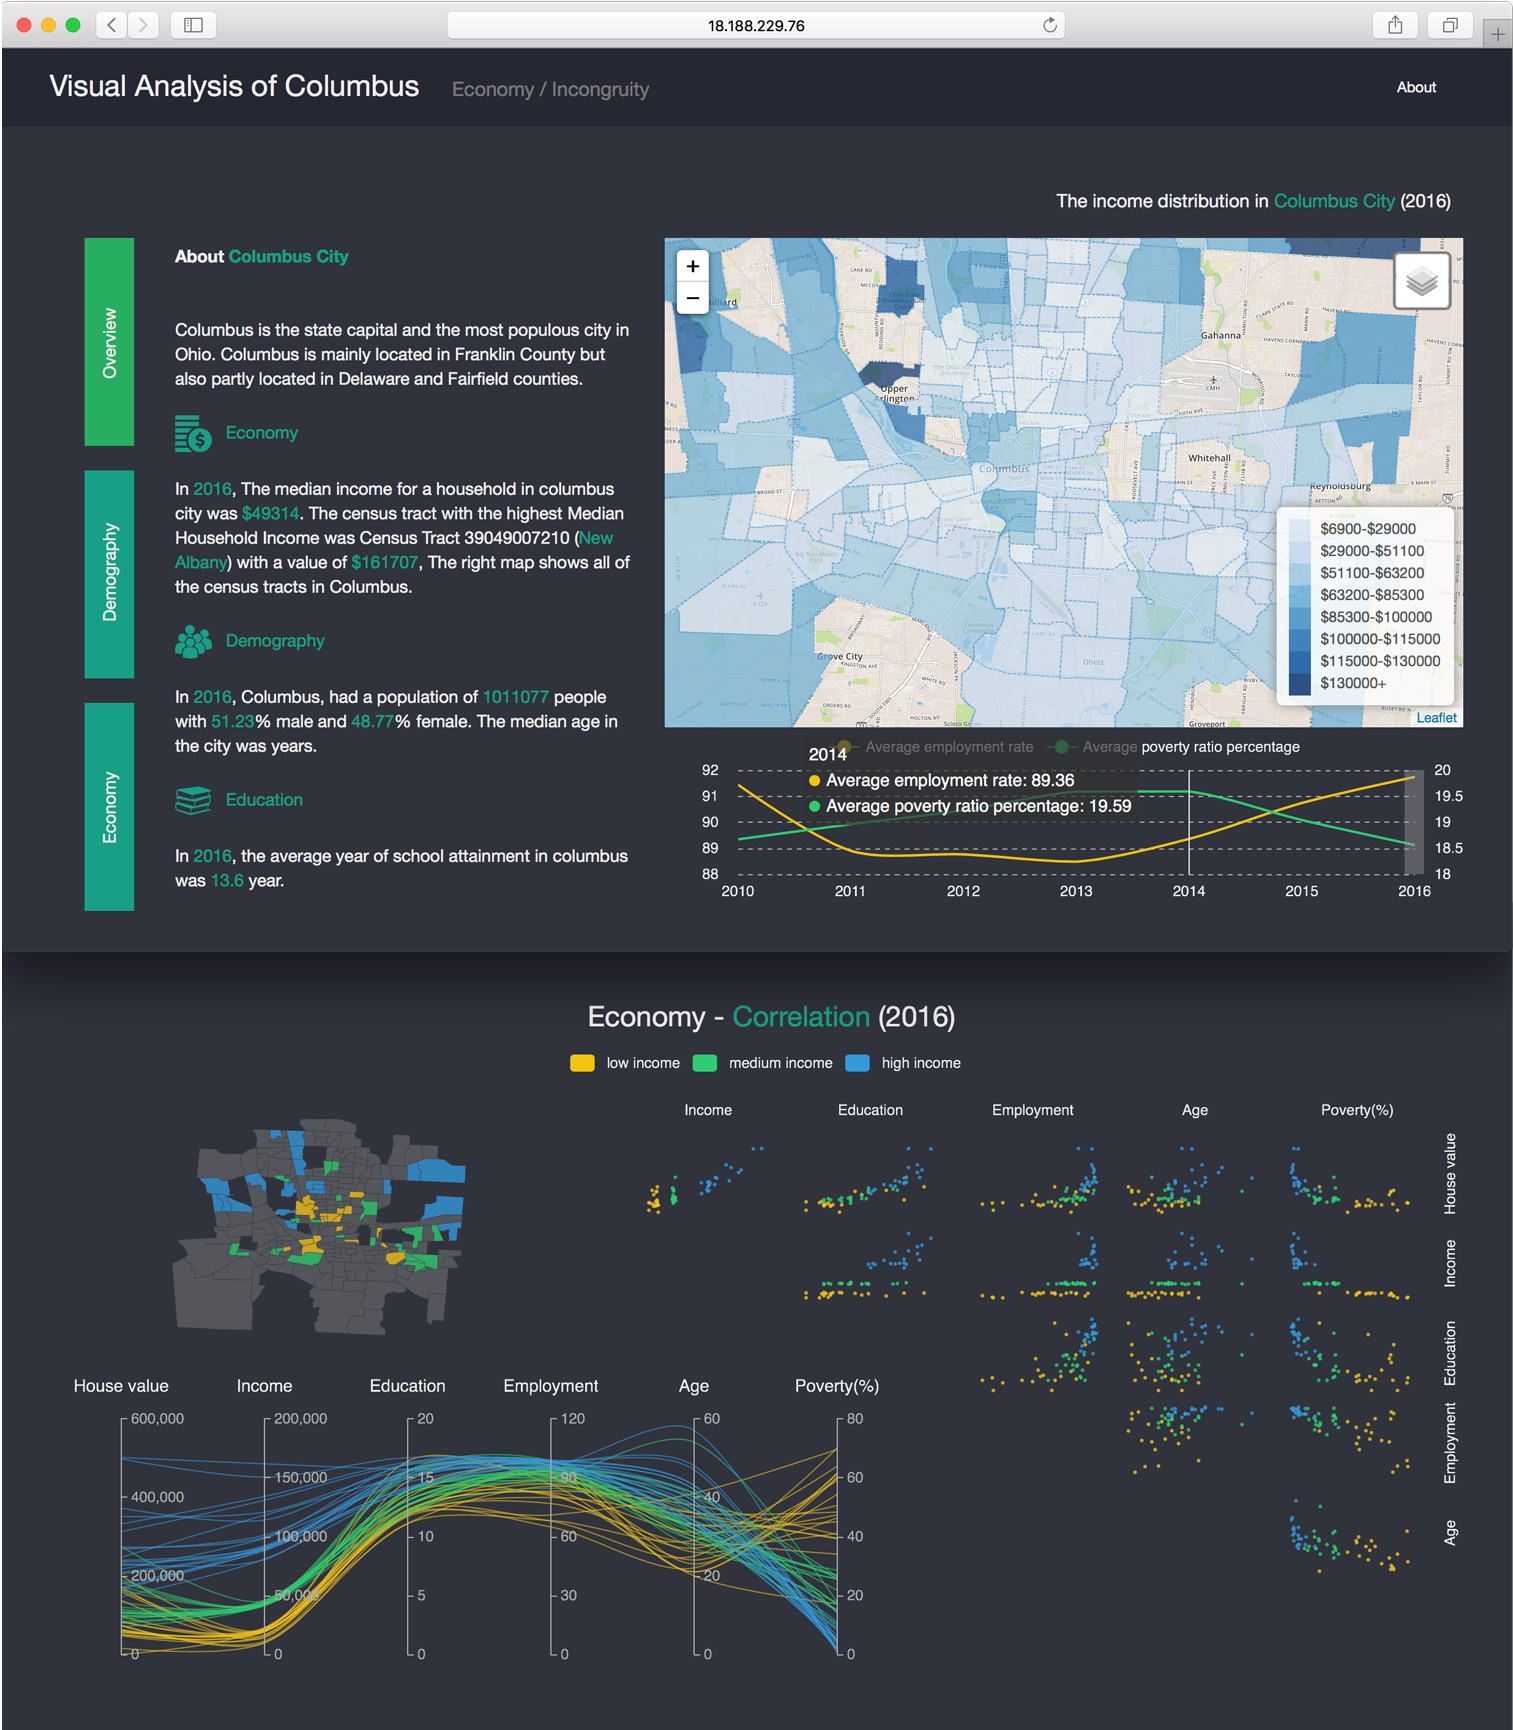 18.188.229.76
Visual Analysis of Columbus
Economy / Incongruity
About
The income distribution in Columbus City (2016)
Overview
Demography
Economy
About Columbus City
Columbus is the state capital and the most populous city in
Ohio. Columbus is mainly located in Franklin County but
also partly located in Delaware and Fairfield counties.
Economy
In 2016, The median income for a household in columbus
city was $49314. The census tract with the highest Median
Household Income was Census Tract 39049007210 (New
Albany) with a value of $161707, The right map shows all of
the census tracts in Columbus.
Demography
In 2016, Columbus, had a population of 1011077 people
with 51.23% male and 48.77% female. The median age in
the city was years.
Education
In 2016, the average year of school attainment in columbus
was 13.6 year.
+
−
Gahanna
CMH
Upper
Arlington
Whitehall
Columbus
Reynoldsburg
Grove City
Obetz
Groveport
$6900-$29000
$29000-$51100
$51100-$63200
$63200-$85300
$85300-$100000
$100000-$115000
$115000-$130000
$130000+
Leaflet
Average employment rate
Average poverty ratio percentage
2014
Average employment rate: 89.36
Average poverty ratio percentage: 19.59
92
91
90
89
88
20
19.5
19
18.5
18
2010 2011 2012 2013 2014 2015 2016
Economy - Correlation (2016)
low income
medium income
high income
Income Education Employment Age Poverty(%)
House value
Income
Education
Employment
Age
House value Income Education Employment Age Poverty(%)
600,000 200,000 20 120 60 80
150,000 15 90 60
400,000 40
100,000 10 60 40
200,000 20
50,000 5 30 20
0 0 0 0 0 0